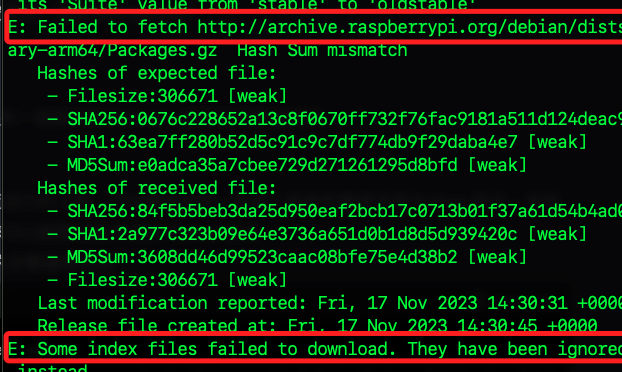 its 'Suite' value from 'stable' to 'oldstable'
E: Failed to fetch http://archive.raspberrypi.org/debian/dists
ary-arm64/Packages.gz  Hash Sum mismatch
   Hashes of expected file:
    - Filesize:306671 [weak]
    - SHA256:0676c228652a13c8f0670ff732f76fac9181a511d124deac9
    - SHA1:63ea7ff280b52d5c91c9c7df774db9f29daba4e7 [weak]
    - MD5Sum:e0adca35a7cbee729d271261295d8bfd [weak]
   Hashes of received file:
    - SHA256:84f5b5beb3da25d950eaf2bcb17c0713b01f37a61d54b4ad0
    - SHA1:2a977c323b09e64e3736a651d0b1d8d5d939420c [weak]
    - MD5Sum:3608dd46d99523caac08bfe75e4d38b2 [weak]
    - Filesize:306671 [weak]
   Last modification reported: Fri, 17 Nov 2023 14:30:31 +0000
   Release file created at: Fri, 17 Nov 2023 14:30:45 +0000
E: Some index files failed to download. They have been ignored
instead